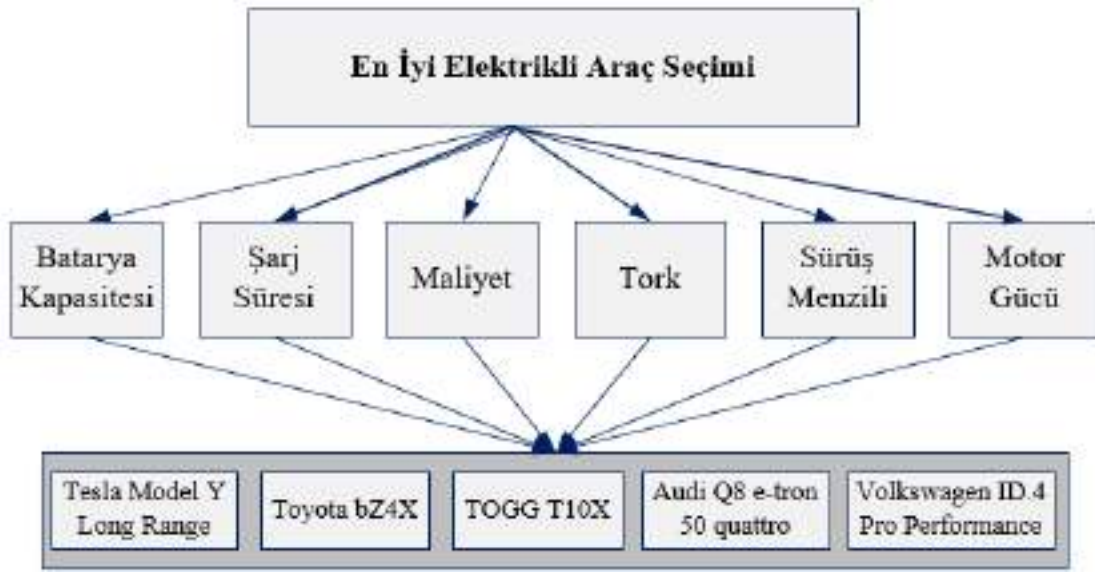 En İyi Elektrikli Araç Seçimi
Batarya
Kapasitesi
Şarj
Süresi
Maliyet
Tork
Sürüş
Menzili
Motor
Gücü
Tesla Model Y
Long Range
Toyota bZ4X
TOGG T10X
Audi Q8 e-tron
50 quattro
Volkswagen ID.4
Pro Performance